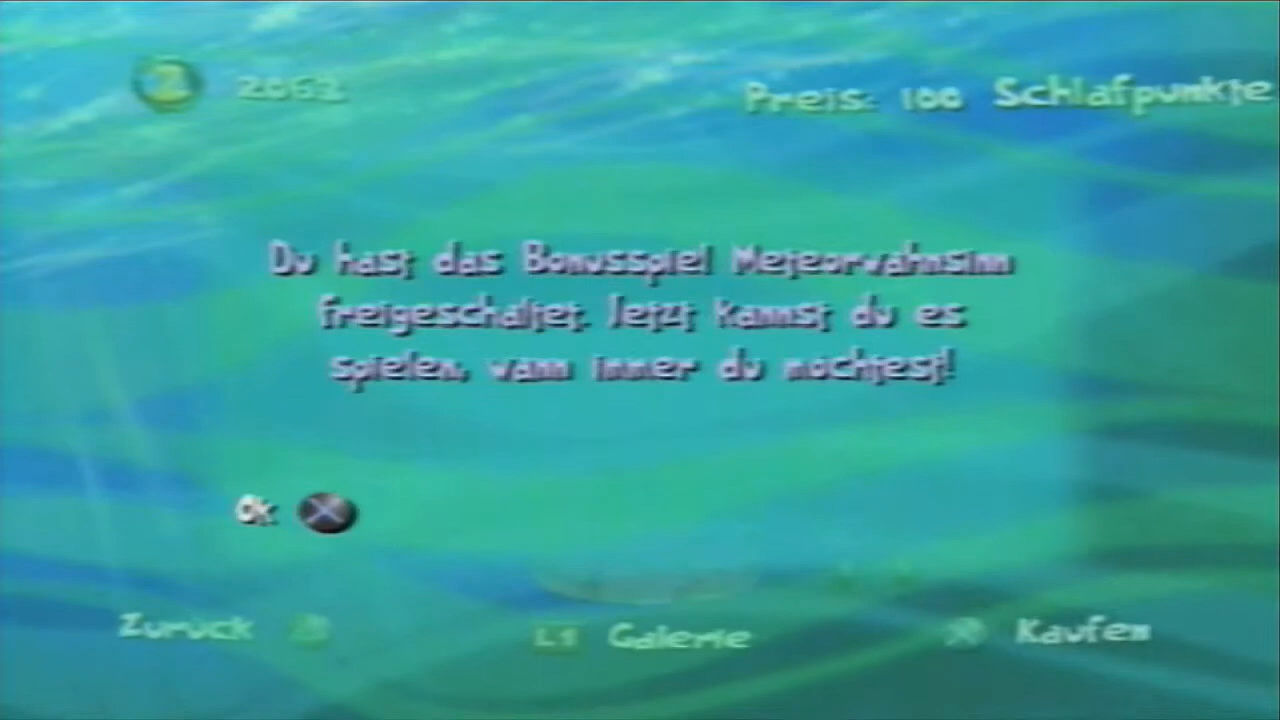 Z 2062
Preis: 100 Schlafpunkte
Du hast das Bonusspiel Meteorwahnsinn
freigeschaltet. Jetzt kannst du es
spielen, wann immer du möchtest!
Ok
Zurück
L1 Galerie
Kaufen